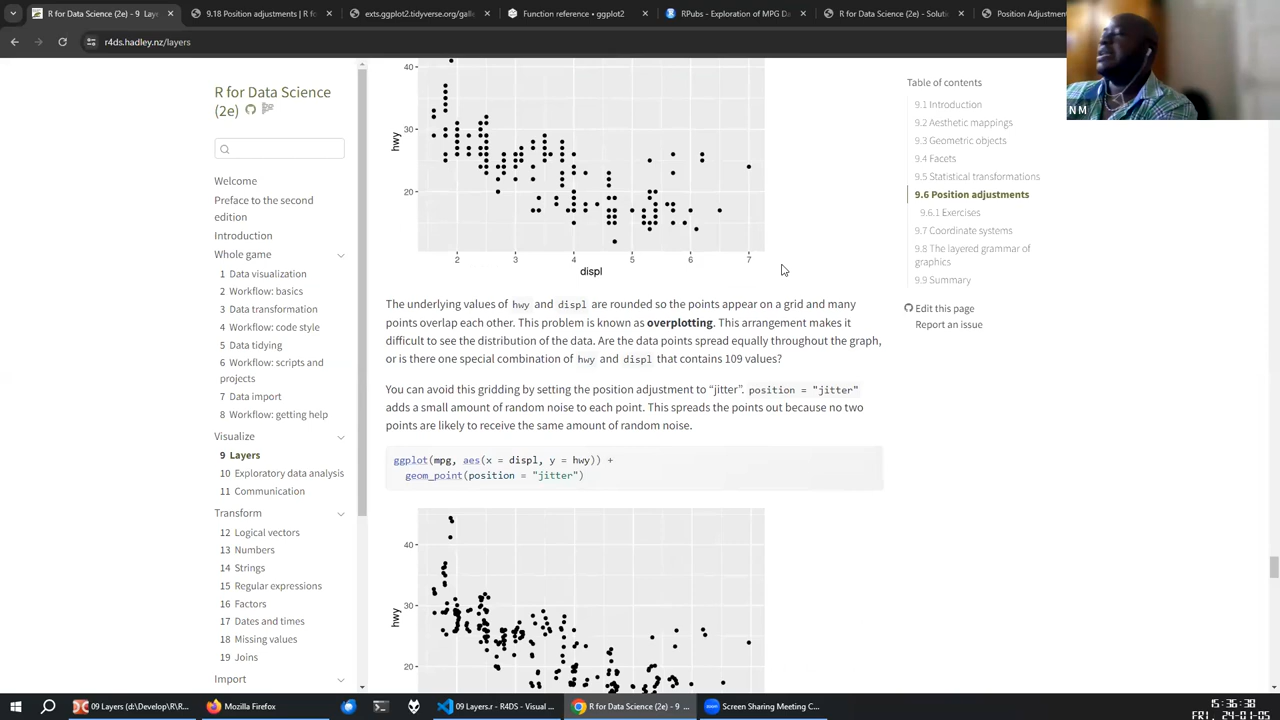 R for Data Science (2e) - 9 Laye
9.18 Position adjustments | R f
exts.ggplot2.tidyverse.org/gall
Function reference • ggplot2
RPubs - Exploration of MPG Da
R for Data Science (2e) - Soluti
Position Adjustmen
r4ds.hadley.nz/layers
NM
R for Data Science
(2e)
Welcome
Preface to the second
edition
Introduction
Whole game
1 Data visualization
2 Workflow: basics
3 Data transformation
4 Workflow: code style
5 Data tidying
6 Workflow: scripts and
projects
7 Data import
8 Workflow: getting help
Visualize
9 Layers
10 Exploratory data analysis
11 Communication
Transform
12 Logical vectors
13 Numbers
14 Strings
15 Regular expressions
16 Factors
17 Dates and times
18 Missing values
19 Joins
Import
40
30
20
hwy
2 3 4 5 6 7
displ
The underlying values of hwy and displ are rounded so the points appear on a grid and many
points overlap each other. This problem is known as overplotting. This arrangement makes it
difficult to see the distribution of the data. Are the data points spread equally throughout the graph,
or is there one special combination of hwy and displ that contains 109 values?
You can avoid this gridding by setting the position adjustment to “jitter”. position = "jitter"
adds a small amount of random noise to each point. This spreads the points out because no two
points are likely to receive the same amount of random noise.
ggplot(mpg, aes(x = displ, y = hwy)) +
geom_point(position = "jitter")
40
30
20
hwy
Table of contents
9.1 Introduction
9.2 Aesthetic mappings
9.3 Geometric objects
9.4 Facets
9.5 Statistical transformations
9.6 Position adjustments
9.6.1 Exercises
9.7 Coordinate systems
9.8 The layered grammar of
graphics
9.9 Summary
Edit this page
Report an issue
09 Layers (d:\Develop\R\R...
Mozilla Firefox
09 Layers.r - R4DS - Visual ...
R for Data Science (2e) - 9 ...
Screen Sharing Meeting C...
15:36:38
FRI, 24-01-05